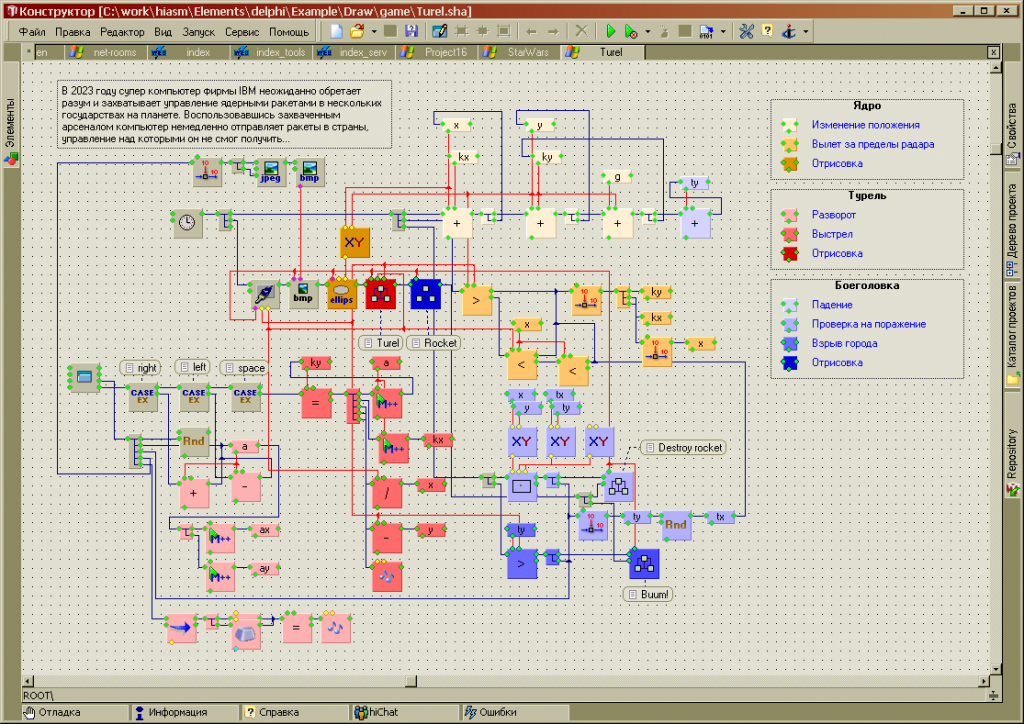 Конструктор [C:\work\hiasm\Elements\delphi\Example\Draw\game\Turel.sha]
Файл Правка Редактор Вид Запуск Сервис Помощь
en net-rooms index index_tools index_serv Project16 StarWars Turel
Элементы
В 2023 году супер компьютер фирмы IBM неожиданно обретает
разум и захватывает управление ядерными ракетами в нескольких
государствах на планете. Воспользовавшись захваченным
арсеналом компьютер немедленно отправляет ракеты в страны,
управление над которыми он не смог получить...
Ядро
Изменение положения
Вылет за пределы радара
Отрисовка
Турель
Разворот
Выстрел
Отрисовка
Боеголовка
Падение
Проверка на поражение
Взрыв города
Отрисовка
Свойства
Дерево проекта
Каталог проектов
Repository
x y
kx ky
g ty
10 jpeg bmp
+ + + +
XY
bmp ellips
> 10 ky
kx
Turel Rocket
x
10 x
< <
right left space
ky a
CASE EX CASE EX CASE EX
= M++
x tx
y ty
Rnd a
M++ kx
XY XY XY
Destroy rocket
+ -
/ x
10 ty Rnd tx
M++ ax
- y
ty
M++ ay
>
Buum!
=
ROOT\
Отладка Информация Справка hiChat Ошибки